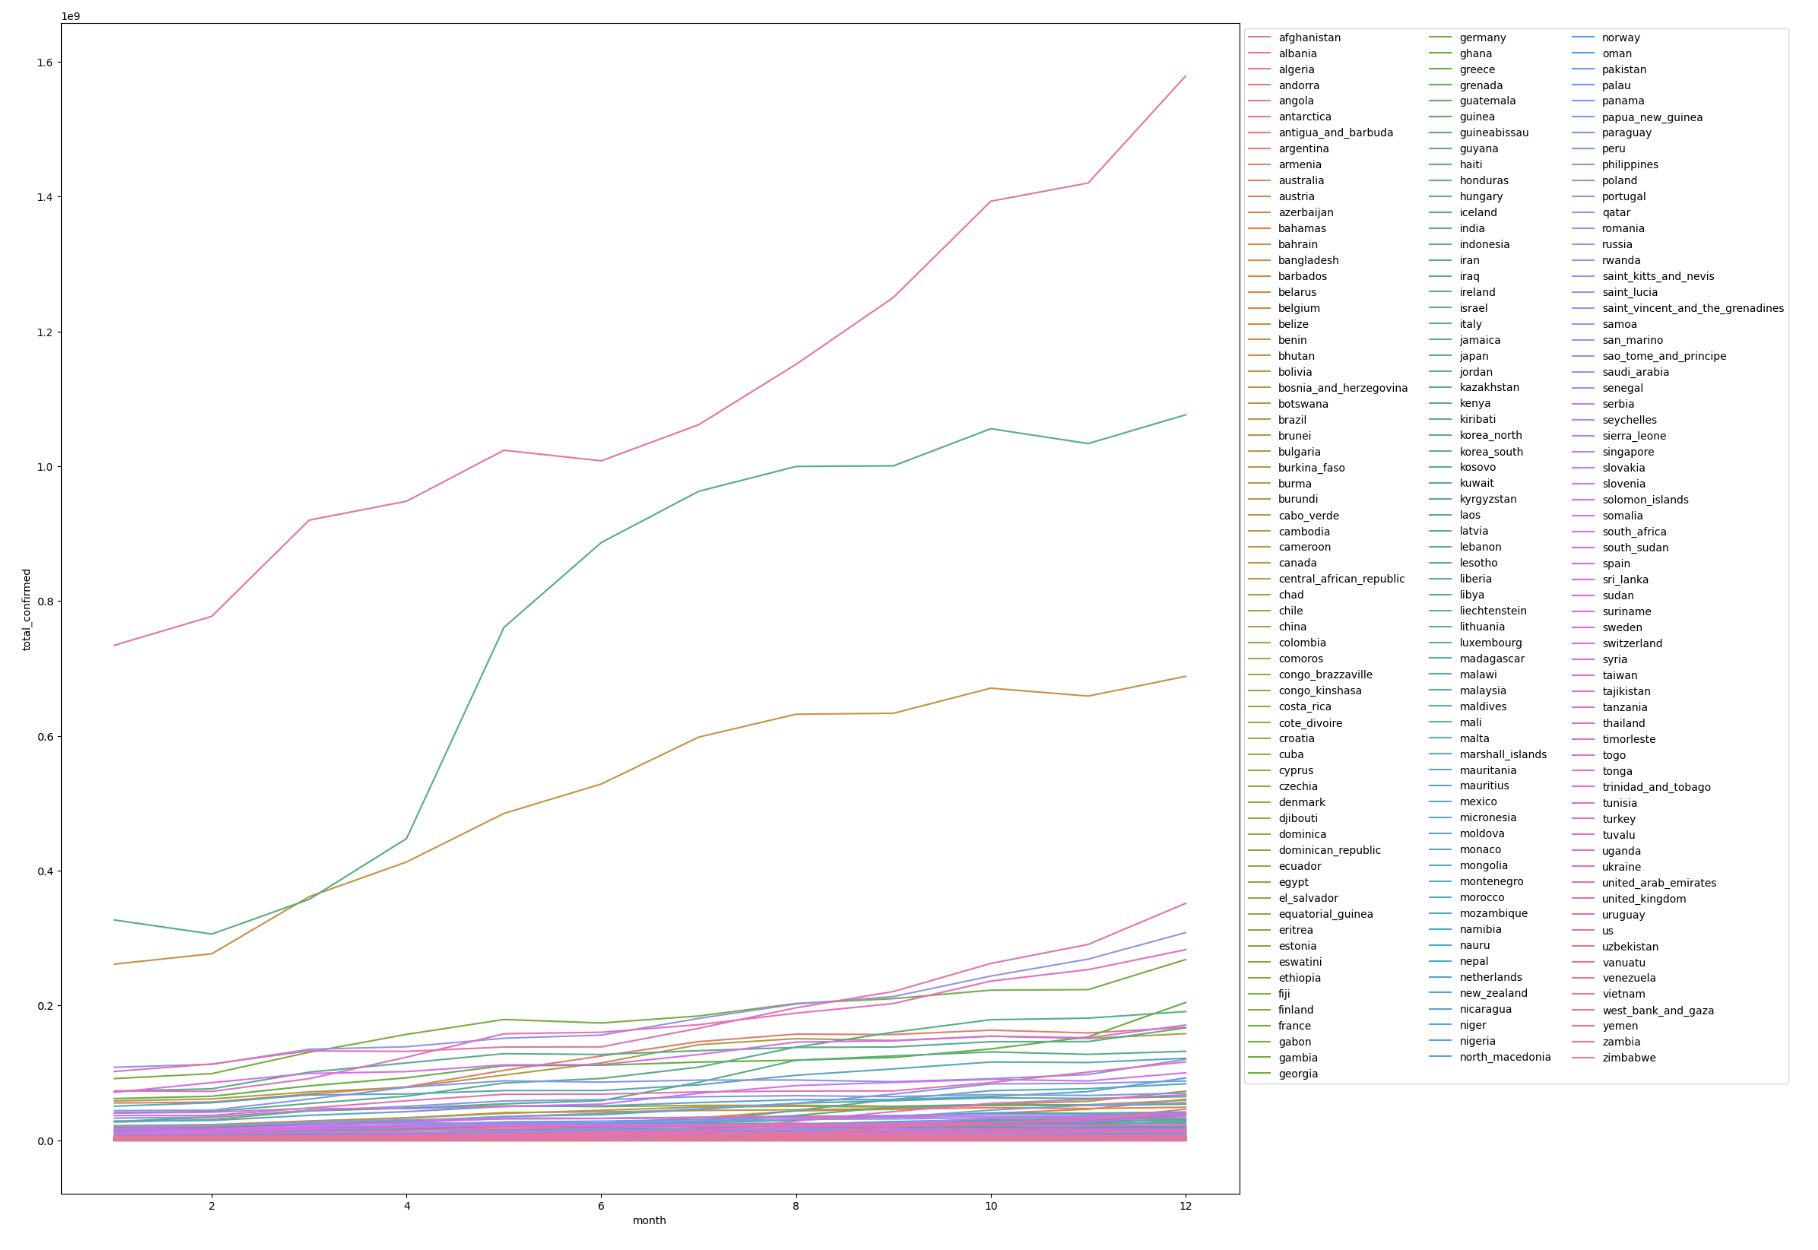 1e9
1.6
1.4
1.2
1.0
0.8
0.6
0.4
0.2
0.0
total_confirmed
2
4
6
8
10
12
month
afghanistan
albania
algeria
andorra
angola
antarctica
antigua_and_barbuda
argentina
armenia
australia
austria
azerbaijan
bahamas
bahrain
bangladesh
barbados
belarus
belgium
belize
benin
bhutan
bolivia
bosnia_and_herzegovina
botswana
brazil
brunei
bulgaria
burkina_faso
burma
burundi
cabo_verde
cambodia
cameroon
canada
central_african_republic
chad
chile
china
colombia
comoros
congo_brazzaville
congo_kinshasa
costa_rica
cote_divoire
croatia
cuba
cyprus
czechia
denmark
djibouti
dominica
dominican_republic
ecuador
egypt
el_salvador
equatorial_guinea
eritrea
estonia
eswatini
ethiopia
fiji
finland
france
gabon
gambia
georgia
germany
ghana
greece
grenada
guatemala
guinea
guineabissau
guyana
haiti
honduras
hungary
iceland
india
indonesia
iran
iraq
ireland
israel
italy
jamaica
japan
jordan
kazakhstan
kenya
kiribati
korea_north
korea_south
kosovo
kuwait
kyrgyzstan
laos
latvia
lebanon
lesotho
liberia
libya
liechtenstein
lithuania
luxembourg
madagascar
malawi
malaysia
maldives
mali
malta
marshall_islands
mauritania
mauritius
mexico
micronesia
moldova
monaco
mongolia
montenegro
morocco
mozambique
namibia
nauru
nepal
netherlands
new_zealand
nicaragua
niger
nigeria
north_macedonia
norway
oman
pakistan
palau
panama
papua_new_guinea
paraguay
peru
philippines
poland
portugal
qatar
romania
russia
rwanda
saint_kitts_and_nevis
saint_lucia
saint_vincent_and_the_grenadines
samoa
san_marino
sao_tome_and_principe
saudi_arabia
senegal
serbia
seychelles
sierra_leone
singapore
slovakia
slovenia
solomon_islands
somalia
south_africa
south_sudan
spain
sri_lanka
sudan
suriname
sweden
switzerland
syria
taiwan
tajikistan
tanzania
thailand
timorleste
togo
tonga
trinidad_and_tobago
tunisia
turkey
tuvalu
uganda
ukraine
united_arab_emirates
united_kingdom
uruguay
us
uzbekistan
vanuatu
venezuela
vietnam
west_bank_and_gaza
yemen
zambia
zimbabwe